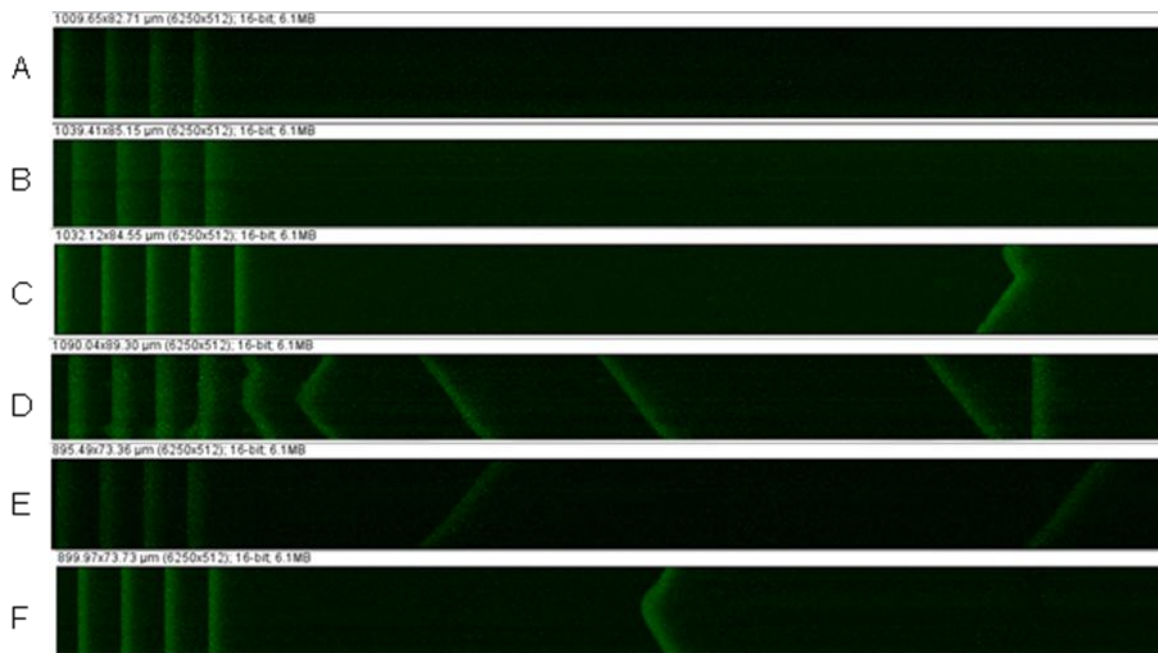 1009.65x82.71 µm (6250x512); 16-bit; 6.1MB
A
1039.41x85.15 µm (6250x512); 16-bit; 6.1MB
B
1032.12x84.55 µm (6250x512); 16-bit; 6.1MB
C
1090.04x89.30 µm (6250x512); 16-bit; 6.1MB
D
895.49x73.36 µm (6250x512); 16-bit; 6.1MB
E
899.97x73.73 µm (6250x512); 16-bit; 6.1MB
F